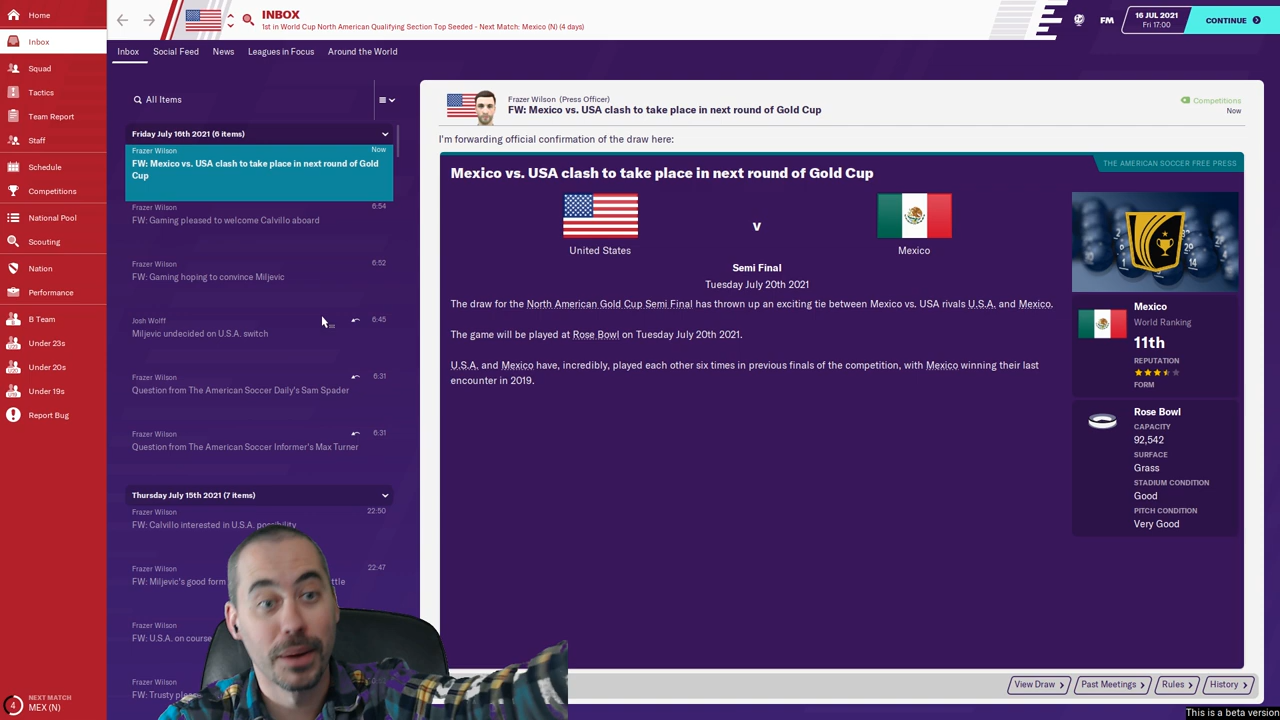 Home
Inbox
Squad
Tactics
Team Report
Staff
Schedule
Competitions
National Pool
Scouting
Nation
Performance
B Team
Under 23s
Under 20s
Under 19s
Report Bug
4
NEXT MATCH
MEX (N)
INBOX
1st in World Cup North American Qualifying Section Top Seeded - Next Match: Mexico (N) (4 days)
FM
16 JUL 2021
Fri 17:00
CONTINUE
Inbox
Social Feed
News
Leagues in Focus
Around the World
All Items
Friday July 16th 2021 (6 items)
Frazer Wilson
Now
FW: Mexico vs. USA clash to take place in next round of Gold
Cup
Frazer Wilson
6:54
FW: Gaming pleased to welcome Calvillo aboard
Frazer Wilson
6:52
FW: Gaming hoping to convince Miljevic
Josh Wolff
6:45
Miljevic undecided on U.S.A. switch
Frazer Wilson
6:31
Question from The American Soccer Daily's Sam Spader
Frazer Wilson
6:31
Question from The American Soccer Informer's Max Turner
Thursday July 15th 2021 (7 items)
Frazer Wilson
22:50
FW: Calvillo interested in U.S.A. possibility
Frazer Wilson
22:47
FW: Miljevic's good form
ttle
Frazer Wilson
FW: U.S.A. on course
Frazer Wilson
FW: Trusty
Frazer Wilson (Press Officer)
FW: Mexico vs. USA clash to take place in next round of Gold Cup
Competitions
Now
I'm forwarding official confirmation of the draw here:
THE AMERICAN SOCCER FREE PRESS
Mexico vs. USA clash to take place in next round of Gold Cup
v
United States
Mexico
Semi Final
Tuesday July 20th 2021
The draw for the North American Gold Cup Semi Final has thrown up an exciting tie between Mexico vs. USA rivals U.S.A. and Mexico.
The game will be played at Rose Bowl on Tuesday July 20th 2021.
U.S.A. and Mexico have, incredibly, played each other six times in previous finals of the competition, with Mexico winning their last
encounter in 2019.
Mexico
World Ranking
11th
REPUTATION
FORM
Rose Bowl
CAPACITY
92,542
SURFACE
Grass
STADIUM CONDITION
Good
PITCH CONDITION
Very Good
View Draw
Past Meetings
Rules
History
This is a beta version